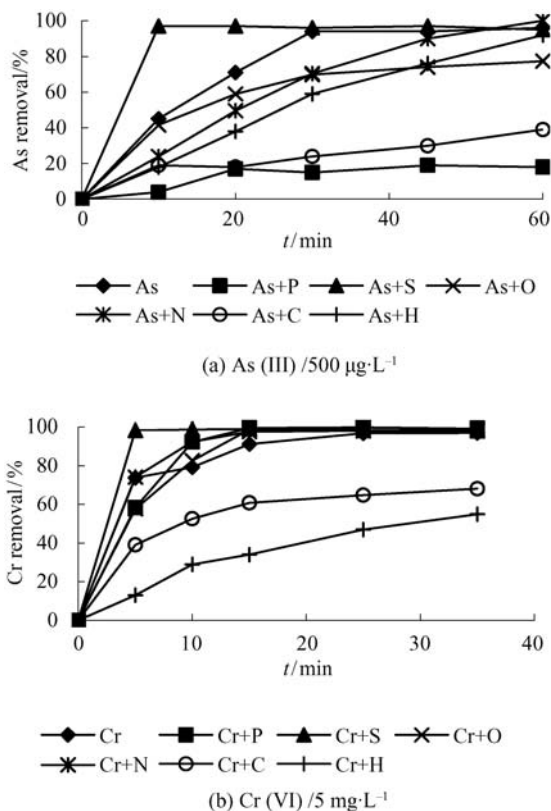 100
80
60
40
20
0
As removal/%
0 20 40 60
t/min
As As+P As+S As+O
As+N As+C As+H
(a) As (III) /500 μg·L⁻¹
100
80
60
40
20
0
Cr removal/%
0 10 20 30 40
t/min
Cr Cr+P Cr+S Cr+O
Cr+N Cr+C Cr+H
(b) Cr (VI) /5 mg·L⁻¹